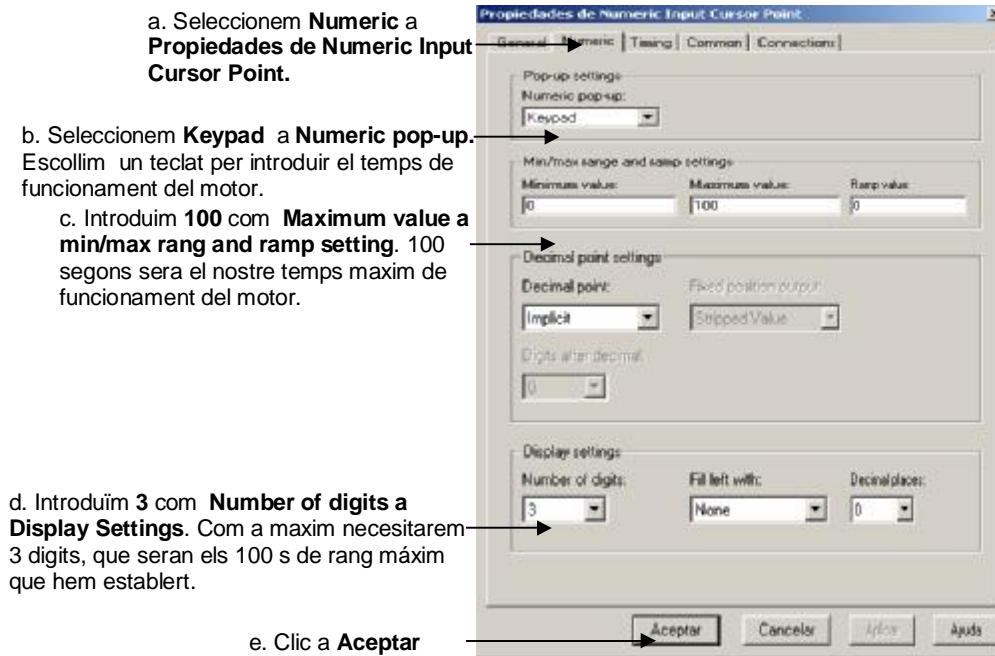 a. Seleccionem Numeric a
Propiedades de Numeric Input
Cursor Point.
b. Seleccionem Keypad a Numeric pop-up.
Escollim un teclat per introduir el temps de
funcionament del motor.
c. Introduim 100 com Maximum value a
min/max rang and ramp setting. 100
segons sera el nostre temps maxim de
funcionament del motor.
d. Introduïm 3 com Number of digits a
Display Settings. Com a maxim necesitarem
3 digits, que seran els 100 s de rang máxim
que hem establert.
e. Clic a Aceptar
Propiedades de Numeric Input Cursor Point
General Numeric Timing Common Connections
Pop-up settings
Numeric pop-up:
Keypad
Min/max range and ramp settings
Minimum value: Maximum value: Ramp value:
0 100 0
Decimal point settings
Decimal point: Fixed position output:
Implicit Stripped Value
Digits after decimal:
0
Display settings
Number of digits: Fill left with: Decimal places:
3 None 0
Aceptar Cancelar Aplicar Ayuda